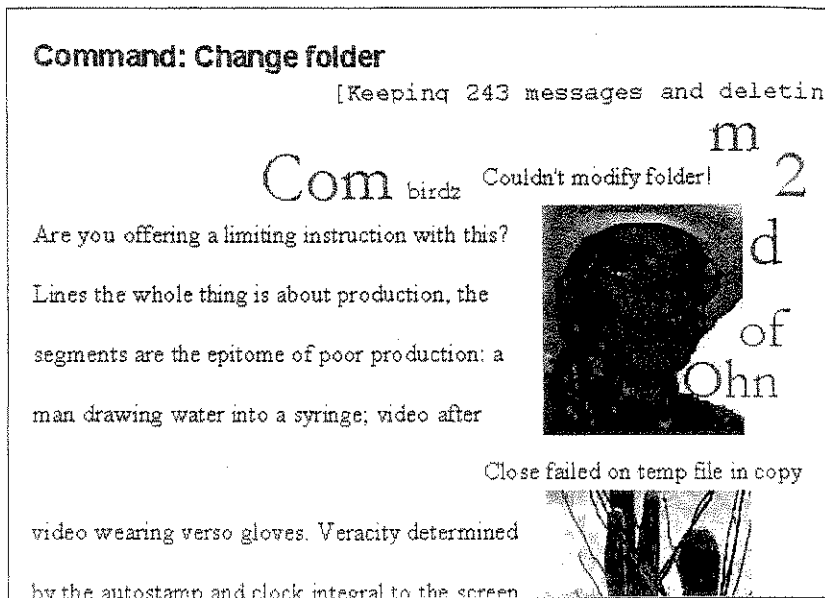 Command: Change folder
[Keeping 243 messages and deletin
m
Com birdz Couldn't modify folder! 2
Are you offering a limiting instruction with this?
d
Lines the whole thing is about production, the
segments are the epitome of poor production: a
of
Ohn
man drawing water into a syringe; video after
Close failed on temp file in copy
video wearing verso gloves. Veracity determined
by the autostamp and clock integral to the screen